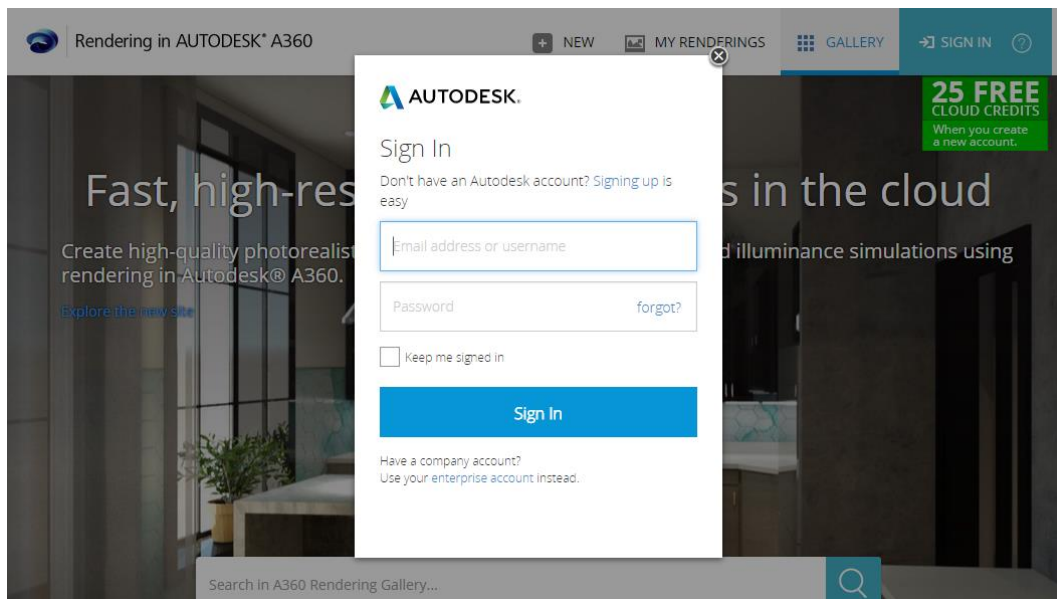 Rendering in AUTODESK® A360
NEW
MY RENDERINGS
GALLERY
SIGN IN
?
25 FREE
CLOUD CREDITS
When you create
a new account.
AUTODESK.
Sign In
Don't have an Autodesk account? Signing up is
easy
Email address or username
Password
forgot?
Keep me signed in
Sign In
Have a company account?
Use your enterprise account instead.
Fast, high-res
s in the cloud
Create high-quality photorealist
d illuminance simulations using
rendering in Autodesk® A360.
Explore the new site
Search in A360 Rendering Gallery...